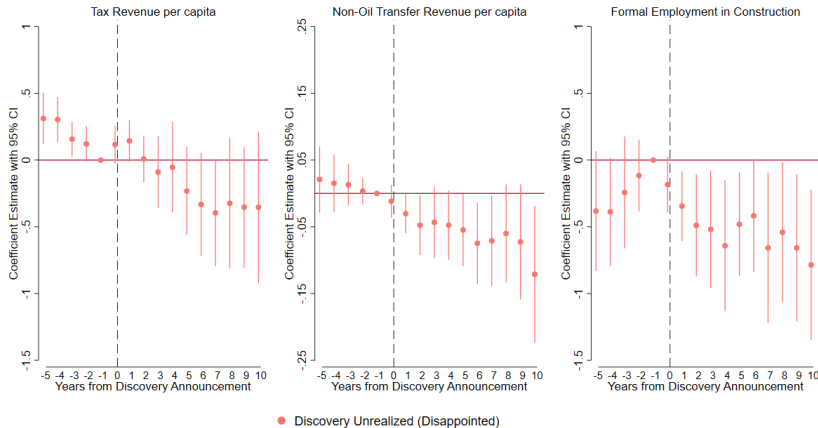 Tax Revenue per capita
Coefficient Estimate with 95% CI
1
.5
0
-.5
-1
-1.5
-5 -4 -3 -2 -1 0 1 2 3 4 5 6 7 8 9 10
Years from Discovery Announcement
Non-Oil Transfer Revenue per capita
Coefficient Estimate with 95% CI
.25
.15
.05
-.05
-.15
-.25
-5 -4 -3 -2 -1 0 1 2 3 4 5 6 7 8 9 10
Years from Discovery Announcement
Formal Employment in Construction
Coefficient Estimate with 95% CI
1
.5
0
-.5
-1
-1.5
-5 -4 -3 -2 -1 0 1 2 3 4 5 6 7 8 9 10
Years from Discovery Announcement
Discovery Unrealized (Disappointed)